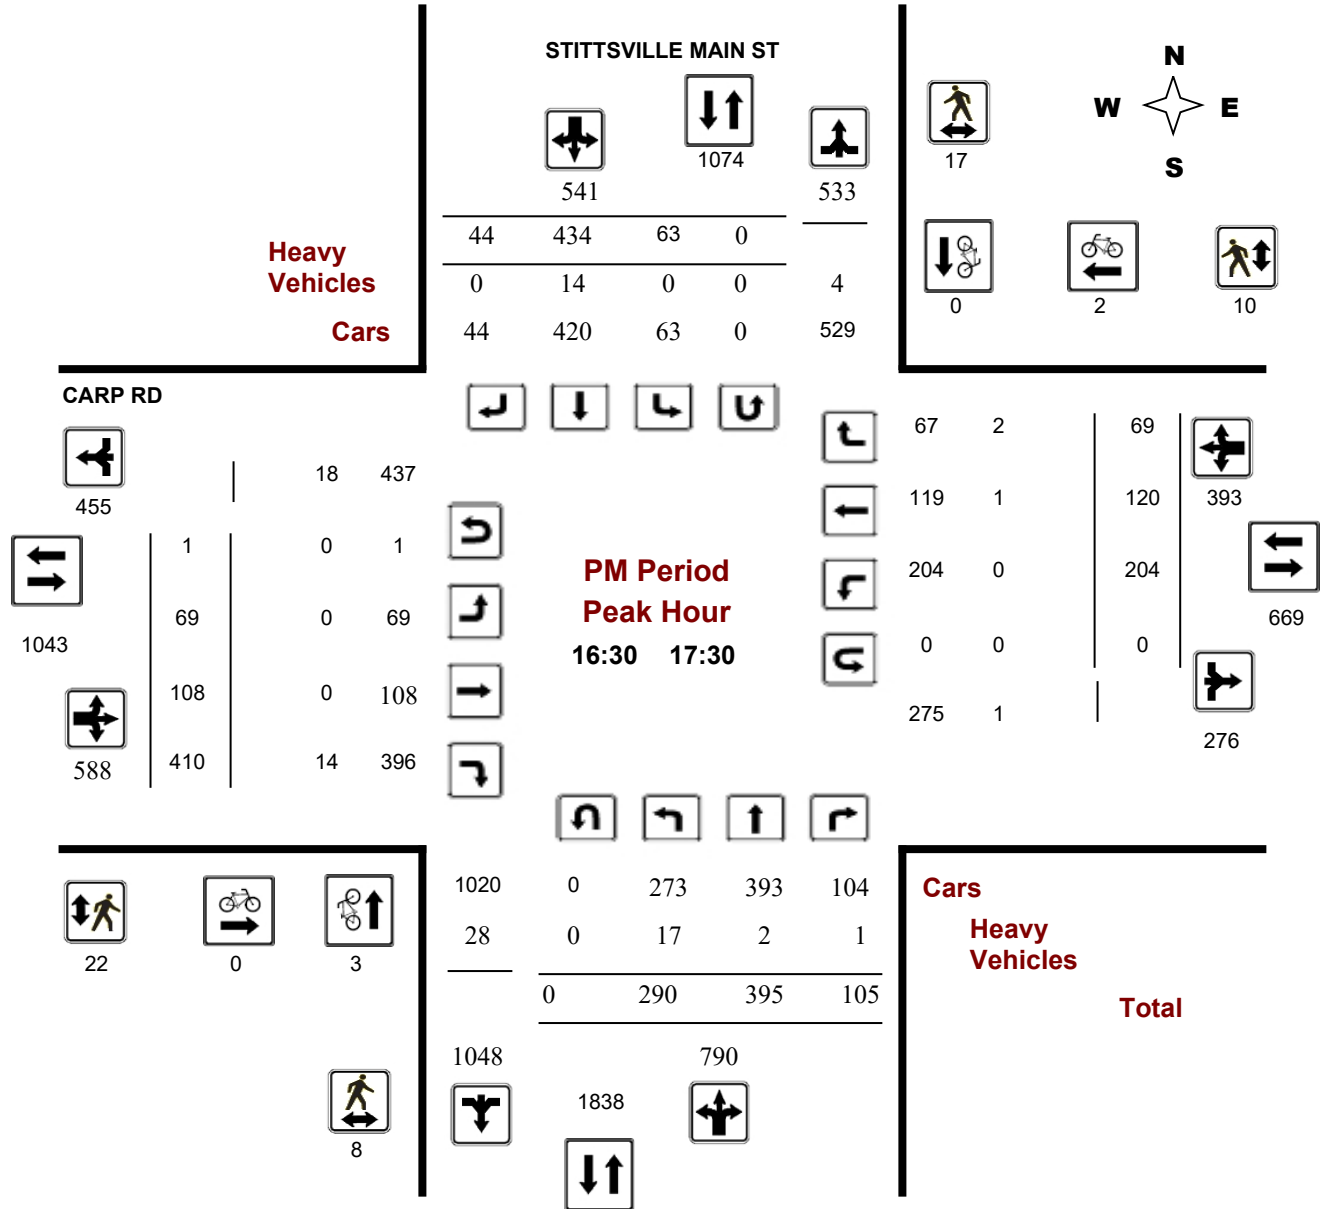 STITTSVILLE MAIN ST
N
W E
S
1074
17
541 533
44 434 63 0
Heavy
Vehicles
0 14 0 0 4
0 2 10
Cars
44 420 63 0 529
CARP RD
67 2 69
18 437
455
119 1 120 393
1 0 1
PM Period
204 0 204
Peak Hour
69 0 69
669
1043
16:30 17:30
0 0 0
108 0 108
275 1
276
588 410 14 396
1020 0 273 393 104
Cars
28 0 17 2 1
Heavy
Vehicles
22 0 3
0 290 395 105
Total
1048 790
1838
8